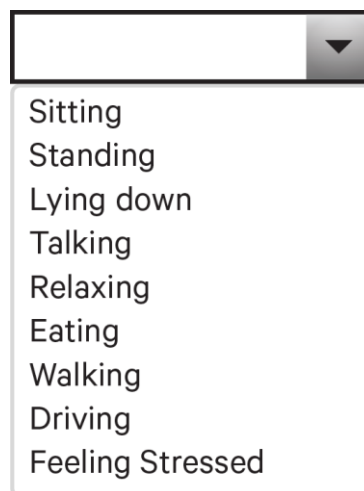 Sitting
Standing
Lying down
Talking
Relaxing
Eating
Walking
Driving
Feeling Stressed